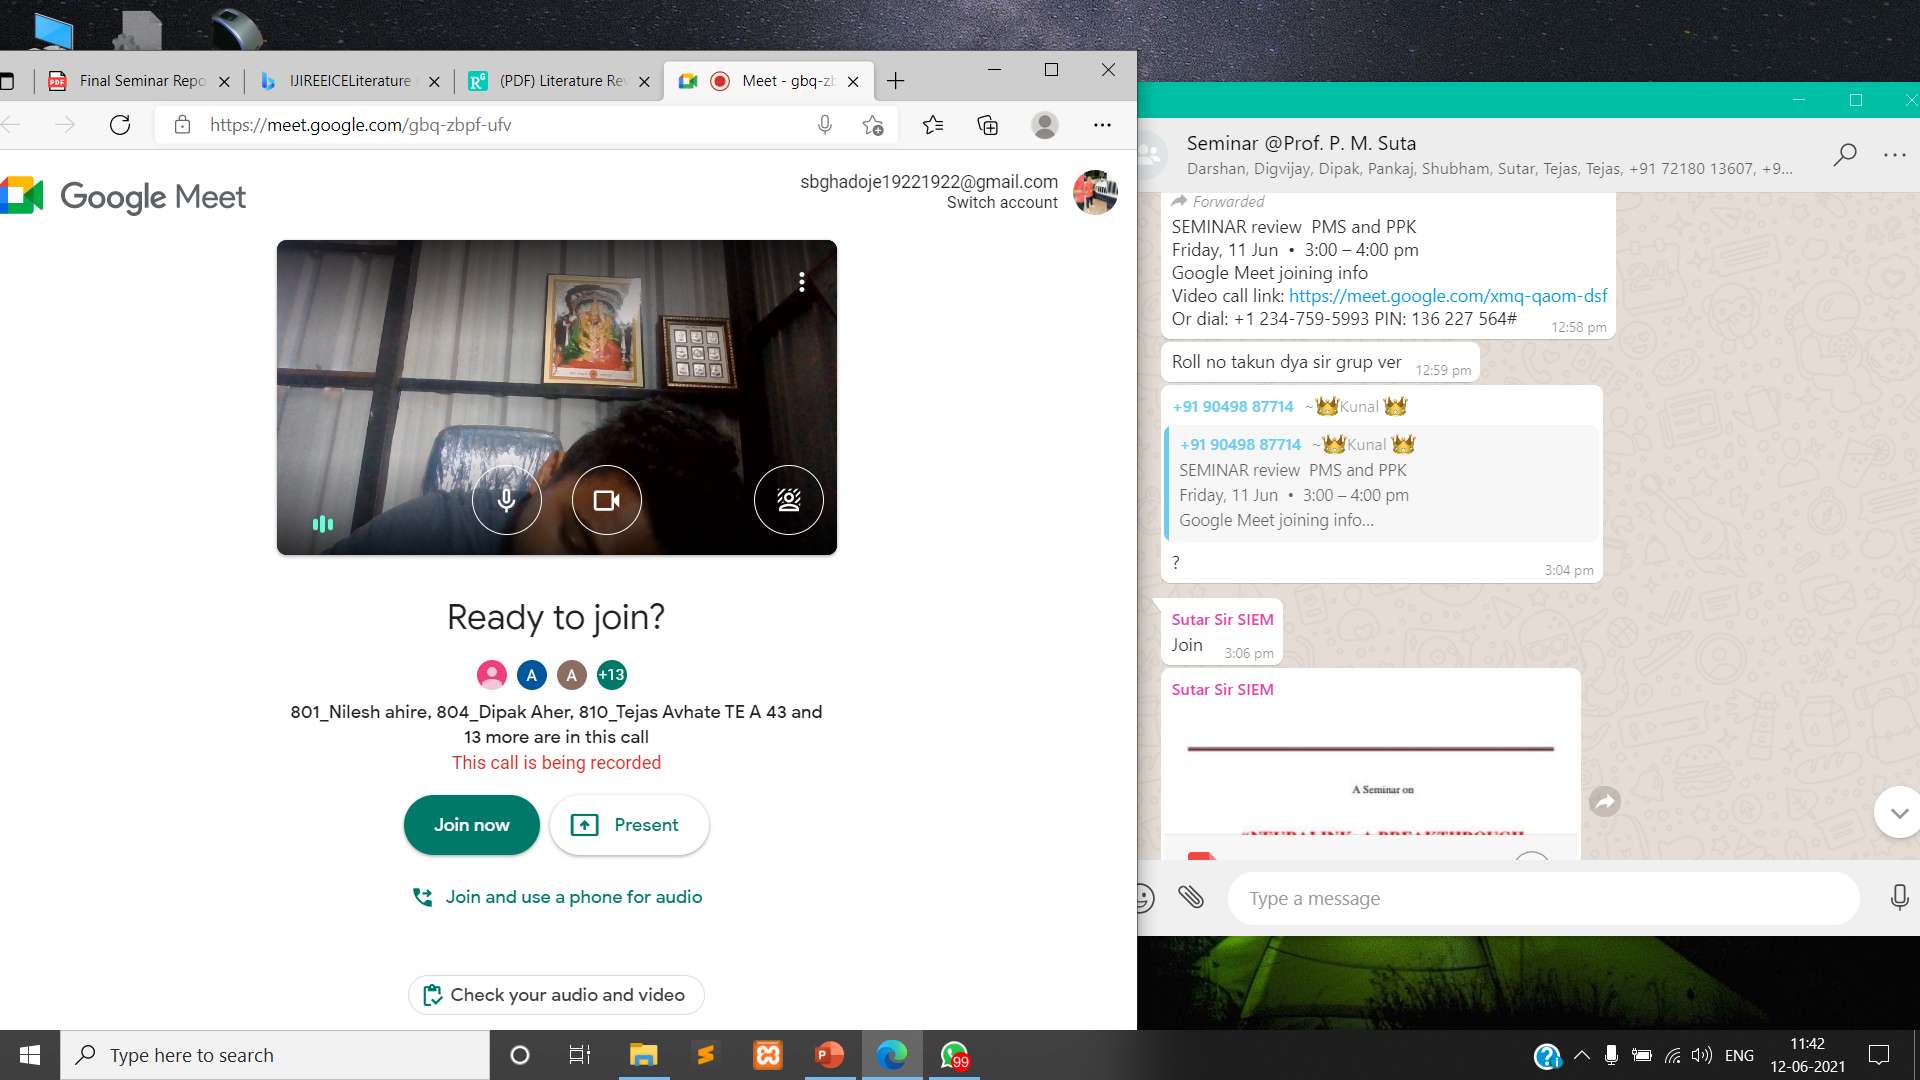 Final Seminar Repo
IJIREEICELiterature
(PDF) Literature Rev
Meet - gbq-zb
https://meet.google.com/gbq-zbpf-ufv
Google Meet
sbghadoje19221922@gmail.com
Switch account
Ready to join?
A
A
+13
801_Nilesh ahire, 804_Dipak Aher, 810_Tejas Avhate TE A 43 and
13 more are in this call
This call is being recorded
Join now
Present
Join and use a phone for audio
Check your audio and video
Seminar @Prof. P. M. Suta
Darshan, Digvijay, Dipak, Pankaj, Shubham, Sutar, Tejas, Tejas, +91 72180 13607, +9...
Forwarded
SEMINAR review PMS and PPK
Friday, 11 Jun • 3:00 – 4:00 pm
Google Meet joining info
Video call link: https://meet.google.com/xmq-qaom-dsf
Or dial: +1 234-759-5993 PIN: 136 227 564#
12:58 pm
Roll no takun dya sir grup ver
12:59 pm
+91 90498 87714 ~👑Kunal 👑
+91 90498 87714 ~👑Kunal 👑
SEMINAR review PMS and PPK
Friday, 11 Jun • 3:00 – 4:00 pm
Google Meet joining info...
?
3:04 pm
Sutar Sir SIEM
Join
3:06 pm
Sutar Sir SIEM
A Seminar on
"NEURALINK- A BREAKTHROUGH
Type a message
Type here to search
99
ENG
11:42
12-06-2021